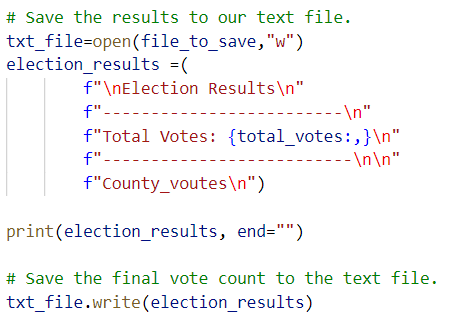 # Save the results to our text file.
txt_file=open(file_to_save,"w")
election_results =(
f"\nElection Results\n"
f"-------------------------\n"
f"Total Votes: {total_votes:,}\n"
f"--------------------------\n\n"
f"County_voutes\n")
print(election_results, end="")
# Save the final vote count to the text file.
txt_file.write(election_results)